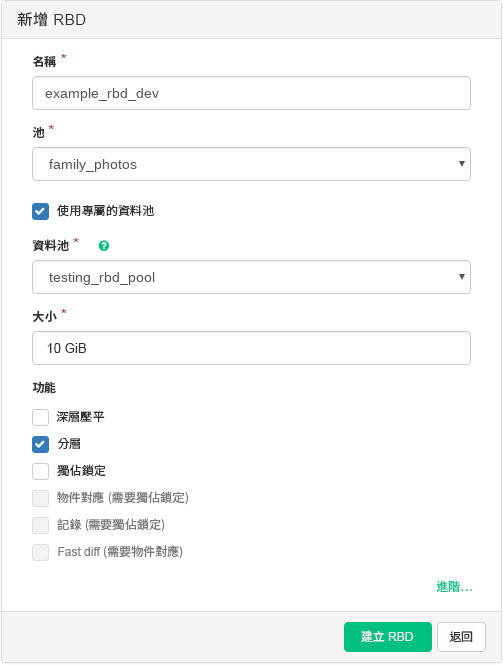 新增 RBD
名稱 *
example_rbd_dev
池 *
family_photos
使用專屬的資料池
資料池 *
testing_rbd_pool
大小 *
10 GiB
功能
深層壓平
分層
獨佔鎖定
物件對應 (需要獨佔鎖定)
記錄 (需要獨佔鎖定)
Fast diff (需要物件對應)
進階...
建立 RBD 返回